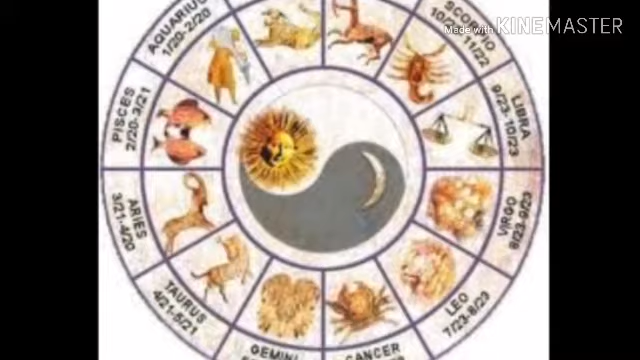 Made with KINEMASTER
AQUARIUS
1/20-2/20
SCORPIO
PISCES
2/20-3/21
LIBRA
9/23-10/23
ARIES
3/21-4/20
VIRGO
8/23-9/23
TAURUS
4/21-5/21
LEO
GEMINI
CANCER